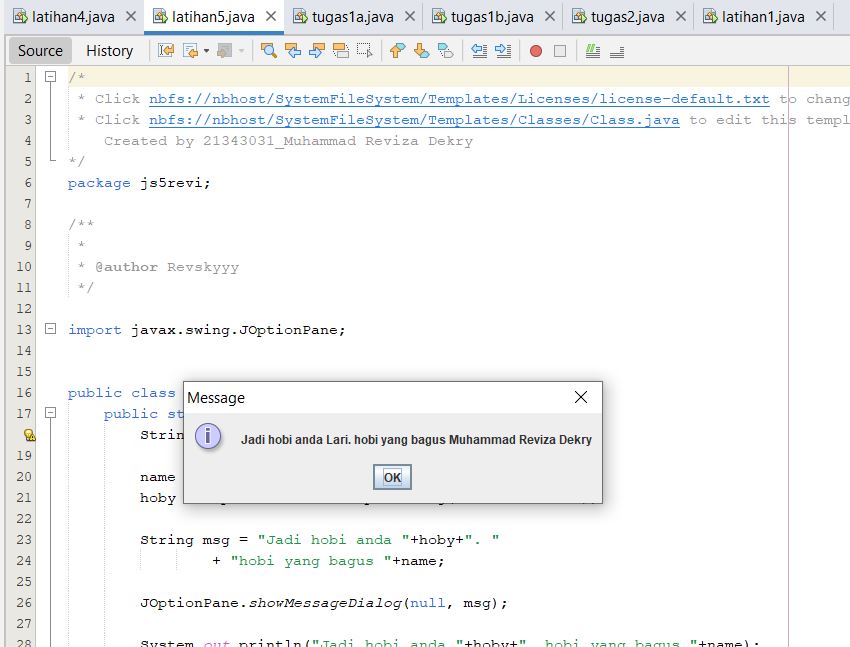 latihan4.java latihan5.java tugas1a.java tugas1b.java tugas2.java latihan1.java
Source History
1 /*
2 * Click nbfs://nbhost/SystemFileSystem/Templates/Licenses/license-default.txt to chang
3 * Click nbfs://nbhost/SystemFileSystem/Templates/Classes/Class.java to edit this templ
4 Created by 21343031_Muhammad Reviza Dekry
5 */
6 package js5revi;
7
8 /**
9 *
10 * @author Revskyyy
11 */
12
13 import javax.swing.JOptionPane;
14
15
16 public class
17 public st
Strin
19
20 name
21 hoby
Message
Jadi hobi anda Lari. hobi yang bagus Muhammad Reviza Dekry
OK
22
23 String msg = "Jadi hobi anda "+hoby+". "
24 + "hobi yang bagus "+name;
25
26 JOptionPane.showMessageDialog(null, msg);
27
28 System.out.println("Jadi hobi anda "+hoby+". hobi yang bagus "+name);